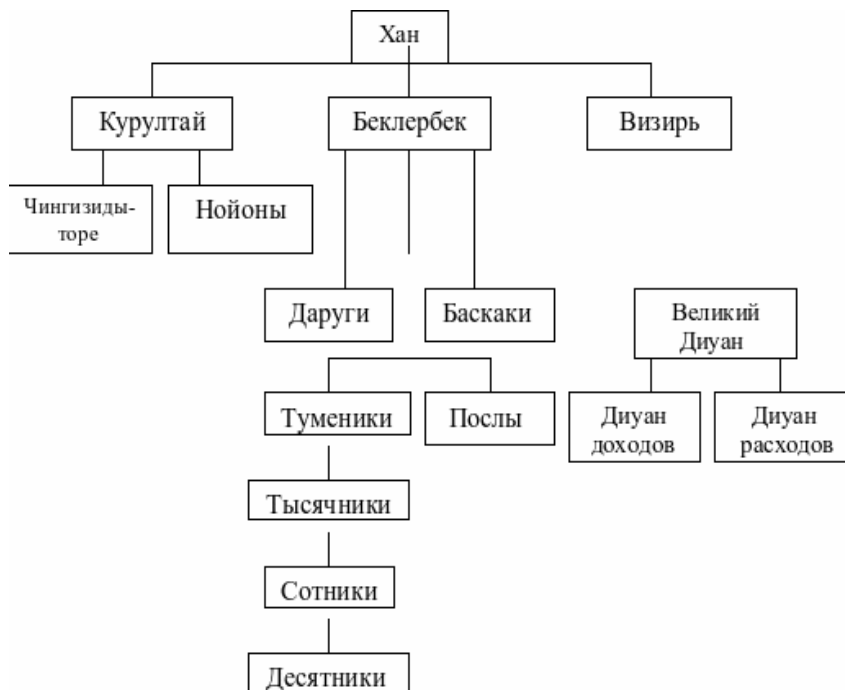 Хан
Курултай
Беклербек
Визирь
Чингизиды-
торе
Нойоны
Даруги
Баскаки
Великий
Диуан
Туменики
Послы
Диуан
доходов
Диуан
расходов
Тысячники
Сотники
Десятники